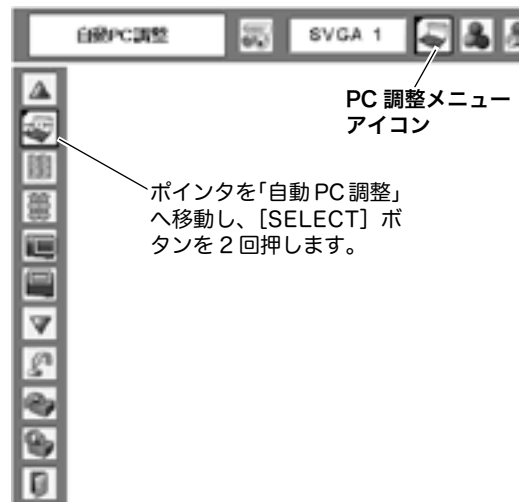 自動PC調整
SVGA 1
PC 調整メニュー
アイコン
ポインタを「自動 PC 調整」
へ移動し、［SELECT］ボ
タンを 2 回押します。